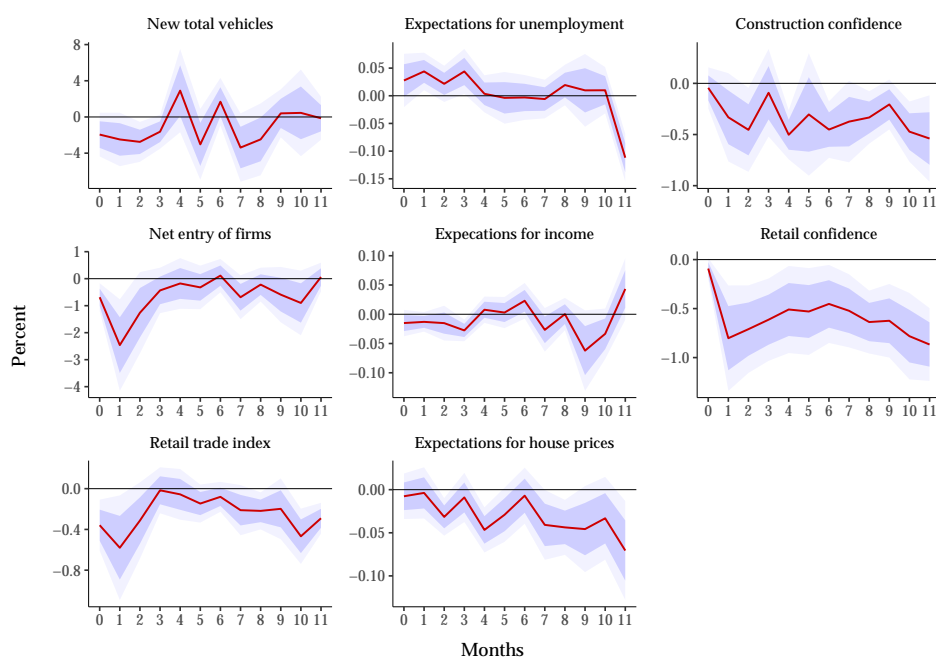 New total vehicles
8
4
0
−4
0 1 2 3 4 5 6 7 8 9 10 11
Expectations for unemployment
0.05
0.00
−0.05
−0.10
−0.15
0 1 2 3 4 5 6 7 8 9 10 11
Construction confidence
0.0
−0.5
−1.0
0 1 2 3 4 5 6 7 8 9 10 11
Net entry of firms
1
0
−1
−2
−3
−4
0 1 2 3 4 5 6 7 8 9 10 11
Expecations for income
0.10
0.05
0.00
−0.05
−0.10
0 1 2 3 4 5 6 7 8 9 10 11
Retail confidence
0.0
−0.5
−1.0
0 1 2 3 4 5 6 7 8 9 10 11
Percent
Retail trade index
0.0
−0.4
−0.8
0 1 2 3 4 5 6 7 8 9 10 11
Expectations for house prices
0.00
−0.05
−0.10
0 1 2 3 4 5 6 7 8 9 10 11
Months